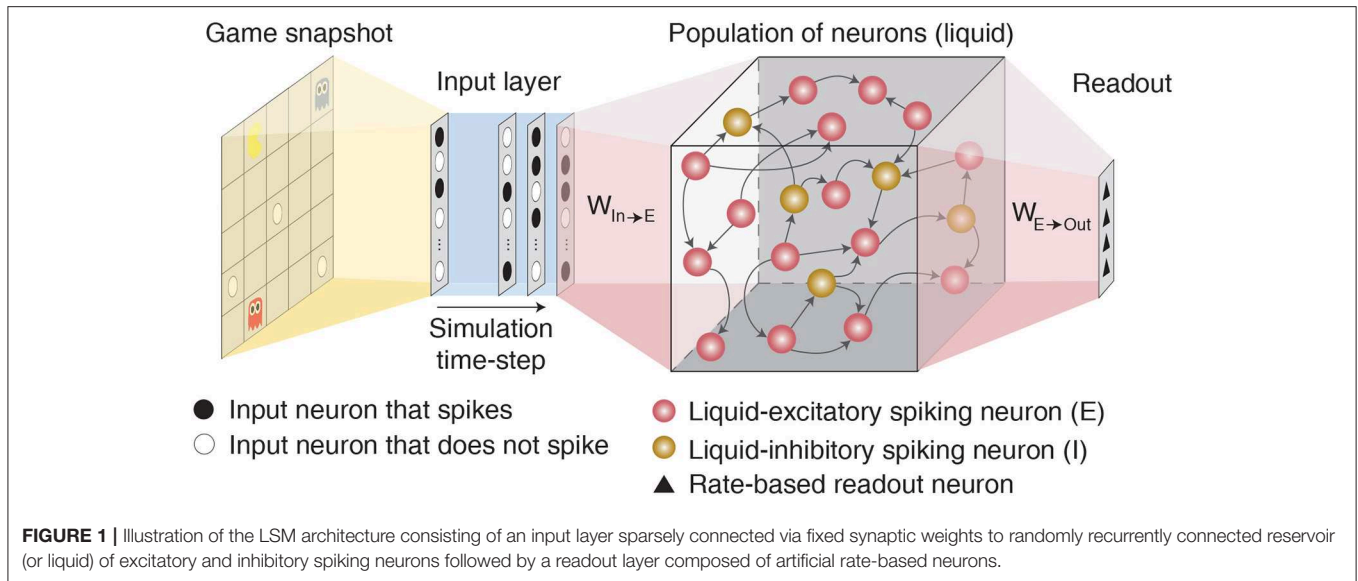 Game snapshot
Input layer
Population of neurons (liquid)
Readout
W In→E
W E→Out
...
...
...
...
Simulation
time-step
Input neuron that spikes
Input neuron that does not spike
Liquid-excitatory spiking neuron (E)
Liquid-inhibitory spiking neuron (I)
Rate-based readout neuron
FIGURE 1 | Illustration of the LSM architecture consisting of an input layer sparsely connected via fixed synaptic weights to randomly recurrently connected reservoir
(or liquid) of excitatory and inhibitory spiking neurons followed by a readout layer composed of artificial rate-based neurons.